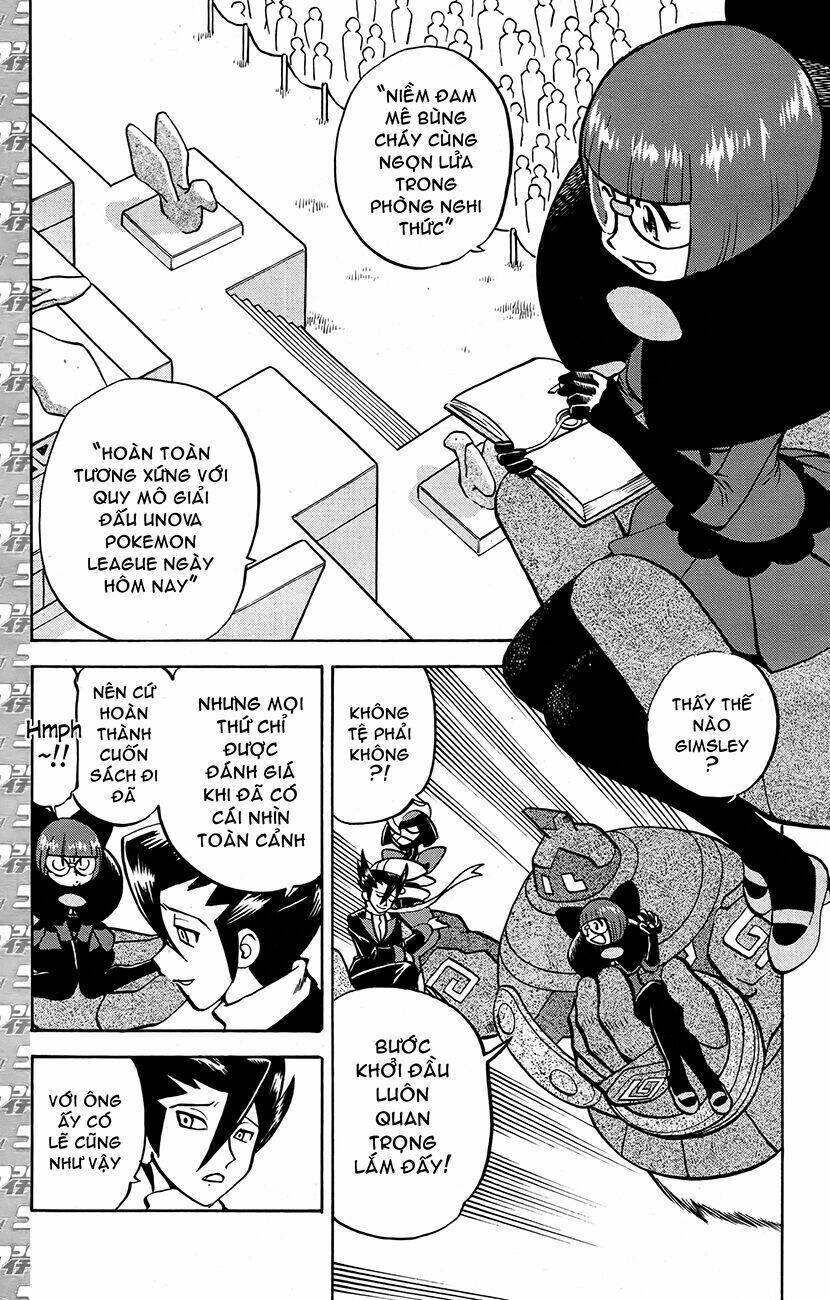 “NIỀM ĐAM
MÊ BÙNG
CHÁY CÙNG
NGỌN LỬA
TRONG
PHÒNG NGHI
THỨC”
“HOÀN TOÀN
TƯƠNG XỨNG VỚI
QUY MÔ GIẢI
ĐẤU UNOVA
POKEMON
LEAGUE NGÀY
HÔM NAY”
THẤY THẾ
NÀO
GIMSLEY
?
KHÔNG
TỆ PHẢI
KHÔNG
?!
BƯỚC
KHỞI ĐẦU
LUÔN
QUAN
TRỌNG
LẮM ĐẤY!
NHƯNG MỌI
THỨ CHỈ
ĐƯỢC
ĐÁNH GIÁ
KHI ĐÃ CÓ
CÁI NHÌN
TOÀN CẢNH
NÊN CỨ
HOÀN
THÀNH
CUỐN
SÁCH ĐI
ĐÃ
Hmph
~!!
VỚI ÔNG
ẤY CÓ
LẼ CŨNG
NHƯ VẬY